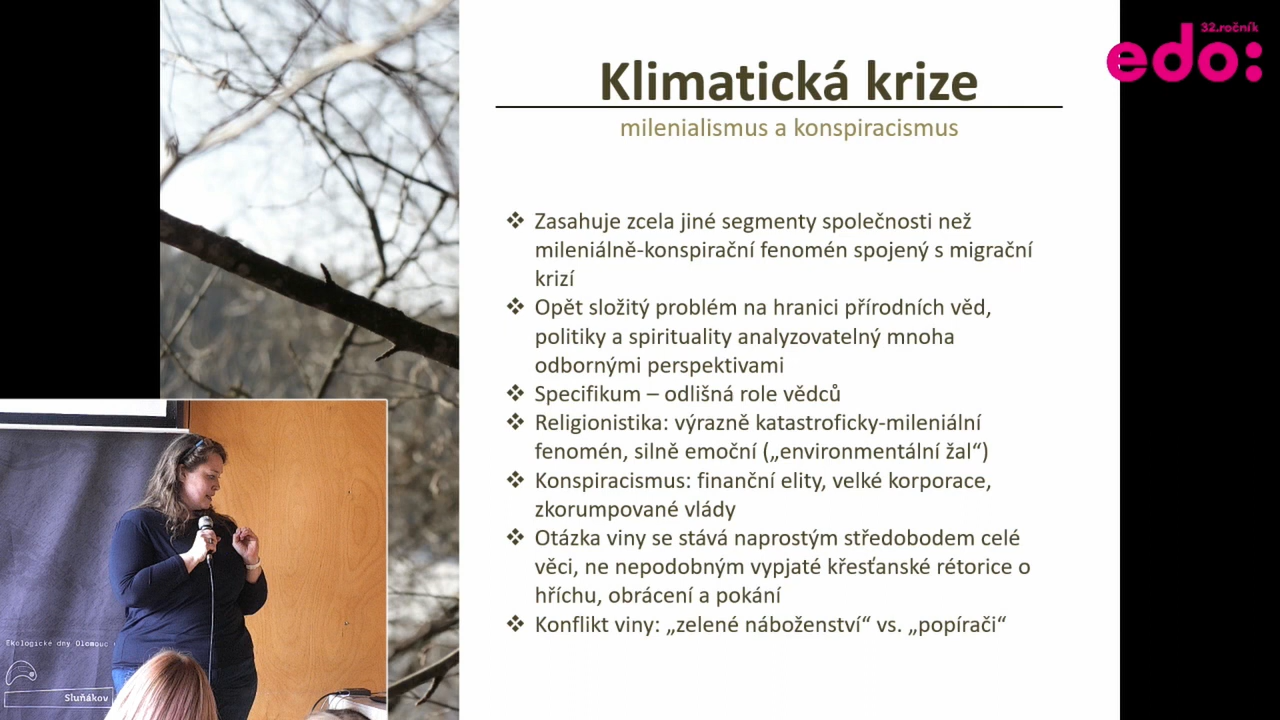 32.ročník
edo:
Klimatická krize
milenialismus a konspiracismus
❖ Zasahuje zcela jiné segmenty společnosti než
mileniálně-konspirační fenomén spojený s migrační
krizí
❖ Opět složitý problém na hranici přírodních věd,
politiky a spirituality analyzovatelný mnoha
odbornými perspektivami
❖ Specifikum – odlišná role vědců
❖ Religionistika: výrazně katastroficky-mileniální
fenomén, silně emoční („environmentální žal“)
❖ Konspiracismus: finanční elity, velké korporace,
zkorumpované vlády
❖ Otázka viny se stává naprostým středobodem celé
věci, ne nepodobným vypjaté křesťanské rétorice o
hříchu, obrácení a pokání
❖ Konflikt viny: „zelené náboženství“ vs. „popírači“
Ekologické dny Olomouc
Sluňákov